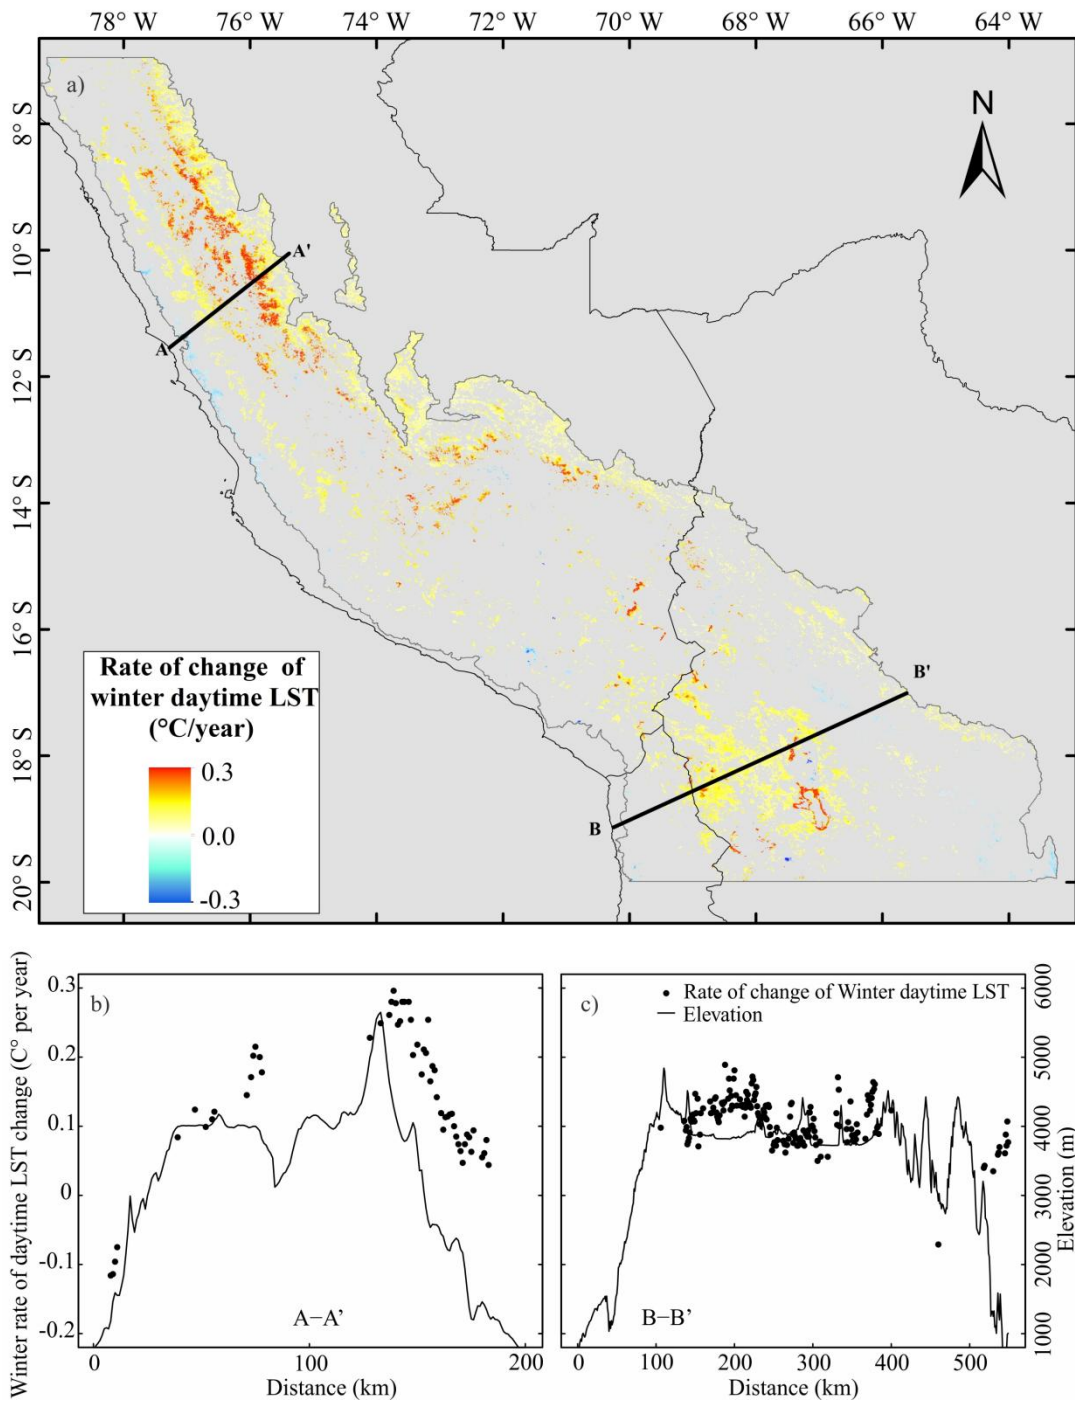 78° W 76° W 74° W 72° W 70° W 68° W 66° W 64° W
a)
N
8° S
10° S
12° S
14° S
16° S
18° S
20° S
A'
A
B'
B
Rate of change of
winter daytime LST
(°C/year)
0.3
0.0
-0.3
Winter rate of daytime LST change (C° per year)
b)
0.3
0.2
0.1
0
-0.1
-0.2
A−A’
0 100 200
Distance (km)
c)
Rate of change of Winter daytime LST
Elevation
6000
5000
4000
3000
2000
1000
Elevation (m)
B−B’
0 100 200 300 400 500
Distance (km)